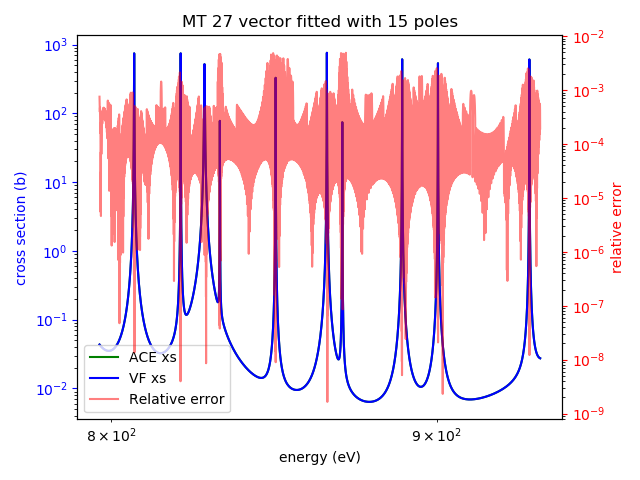 MT 27 vector fitted with 15 poles
10³
10²
10¹
10⁰
10⁻¹
10⁻²
cross section (b)
10⁻²
10⁻³
10⁻⁴
10⁻⁵
10⁻⁶
10⁻⁷
10⁻⁸
10⁻⁹
relative error
ACE xs
VF xs
Relative error
8 × 10²
9 × 10²
energy (eV)